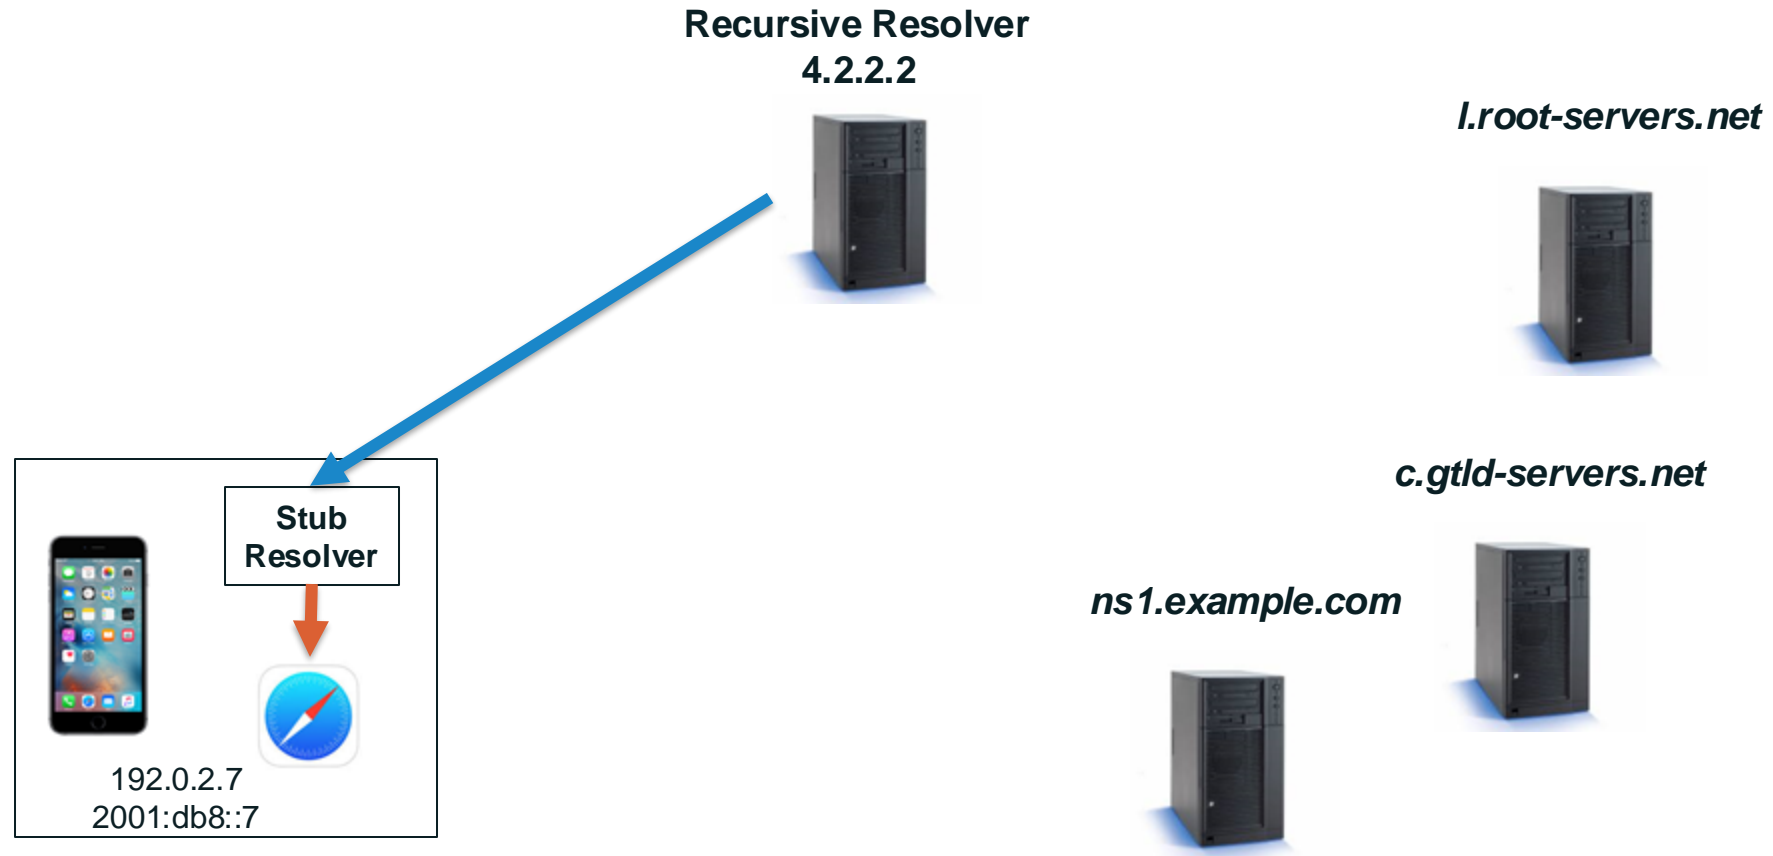 Recursive Resolver
4.2.2.2
l.root-servers.net
c.gtld-servers.net
Stub
Resolver
ns1.example.com
192.0.2.7
2001:db8::7